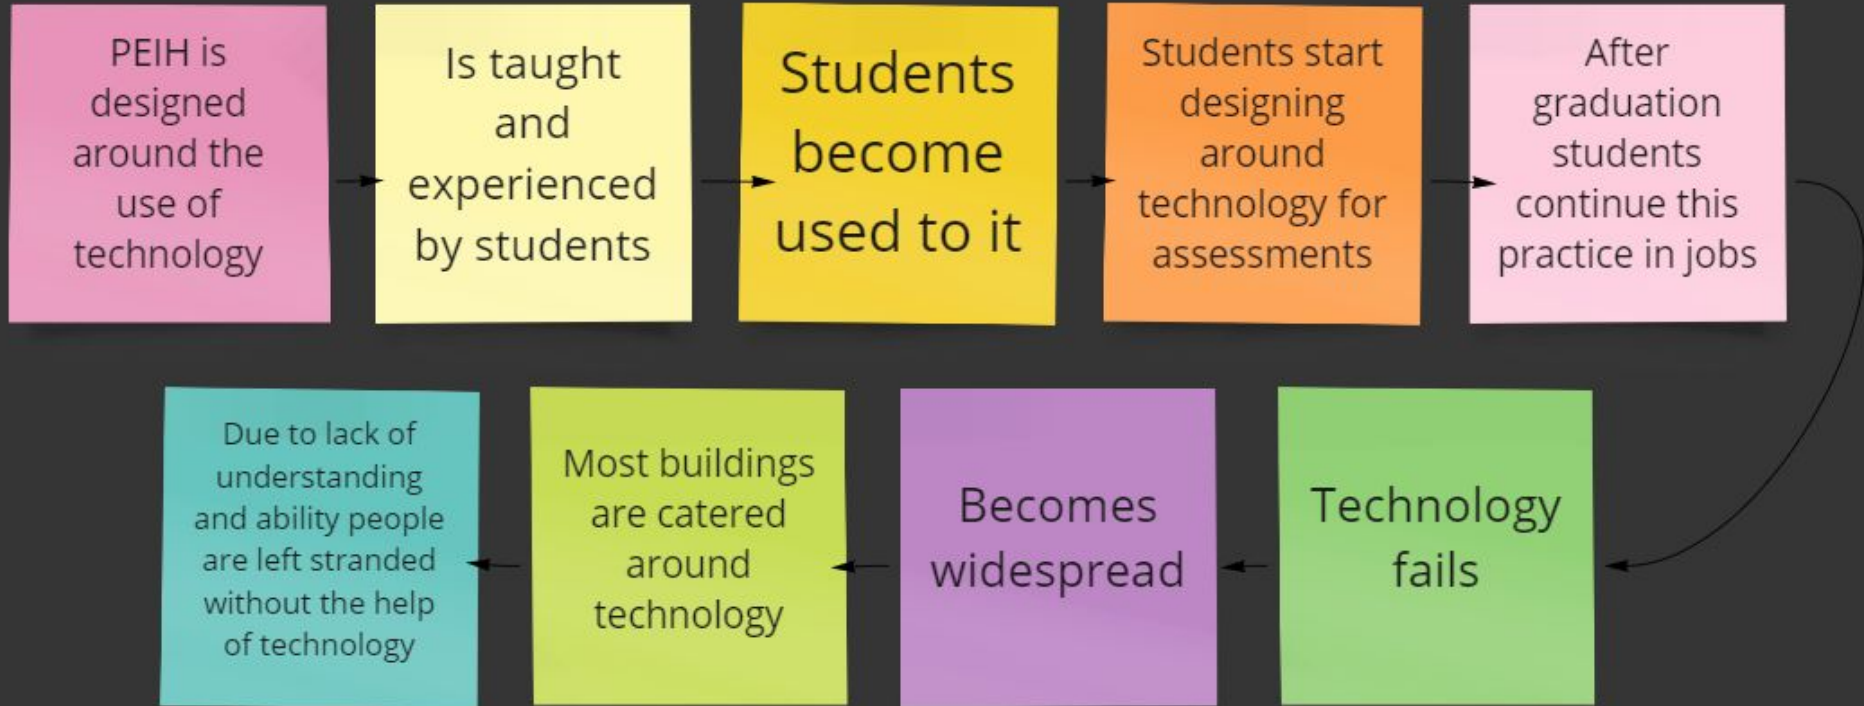 PEIH is
designed
around the
use of
technology
Is taught
and
experienced
by students
Students
become
used to it
Students start
designing
around
technology for
assessments
After
graduation
students
continue this
practice in jobs
Technology
fails
Becomes
widespread
Most buildings
are catered
around
technology
Due to lack of
understanding
and ability people
are left stranded
without the help
of technology